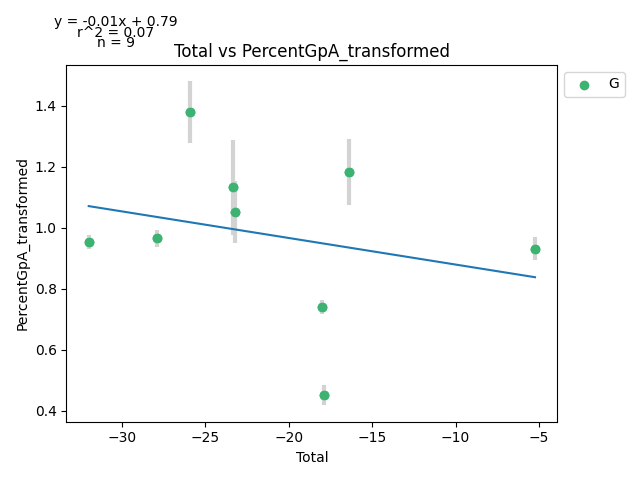 y = -0.01x + 0.79
r^2 = 0.07
n = 9
Total vs PercentGpA_transformed
G
PercentGpA_transformed
1.4
1.2
1.0
0.8
0.6
0.4
−30
−25
−20
−15
−10
−5
Total